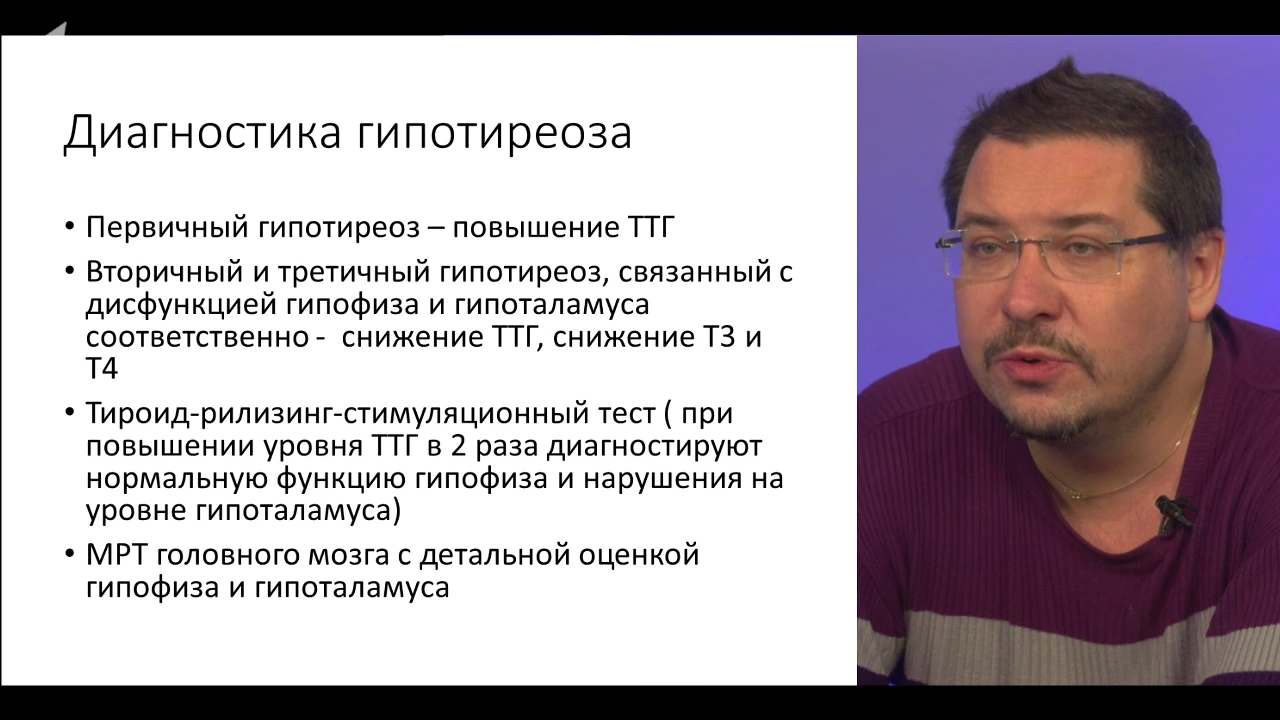 Диагностика гипотиреоза
• Первичный гипотиреоз – повышение ТТГ
• Вторичный и третичный гипотиреоз, связанный с
дисфункцией гипофиза и гипоталамуса
соответственно -  снижение ТТГ, снижение Т3 и
Т4
• Тироид-рилизинг-стимуляционный тест ( при
повышении уровня ТТГ в 2 раза диагностируют
нормальную функцию гипофиза и нарушения на
уровне гипоталамуса)
• МРТ головного мозга с детальной оценкой
гипофиза и гипоталамуса